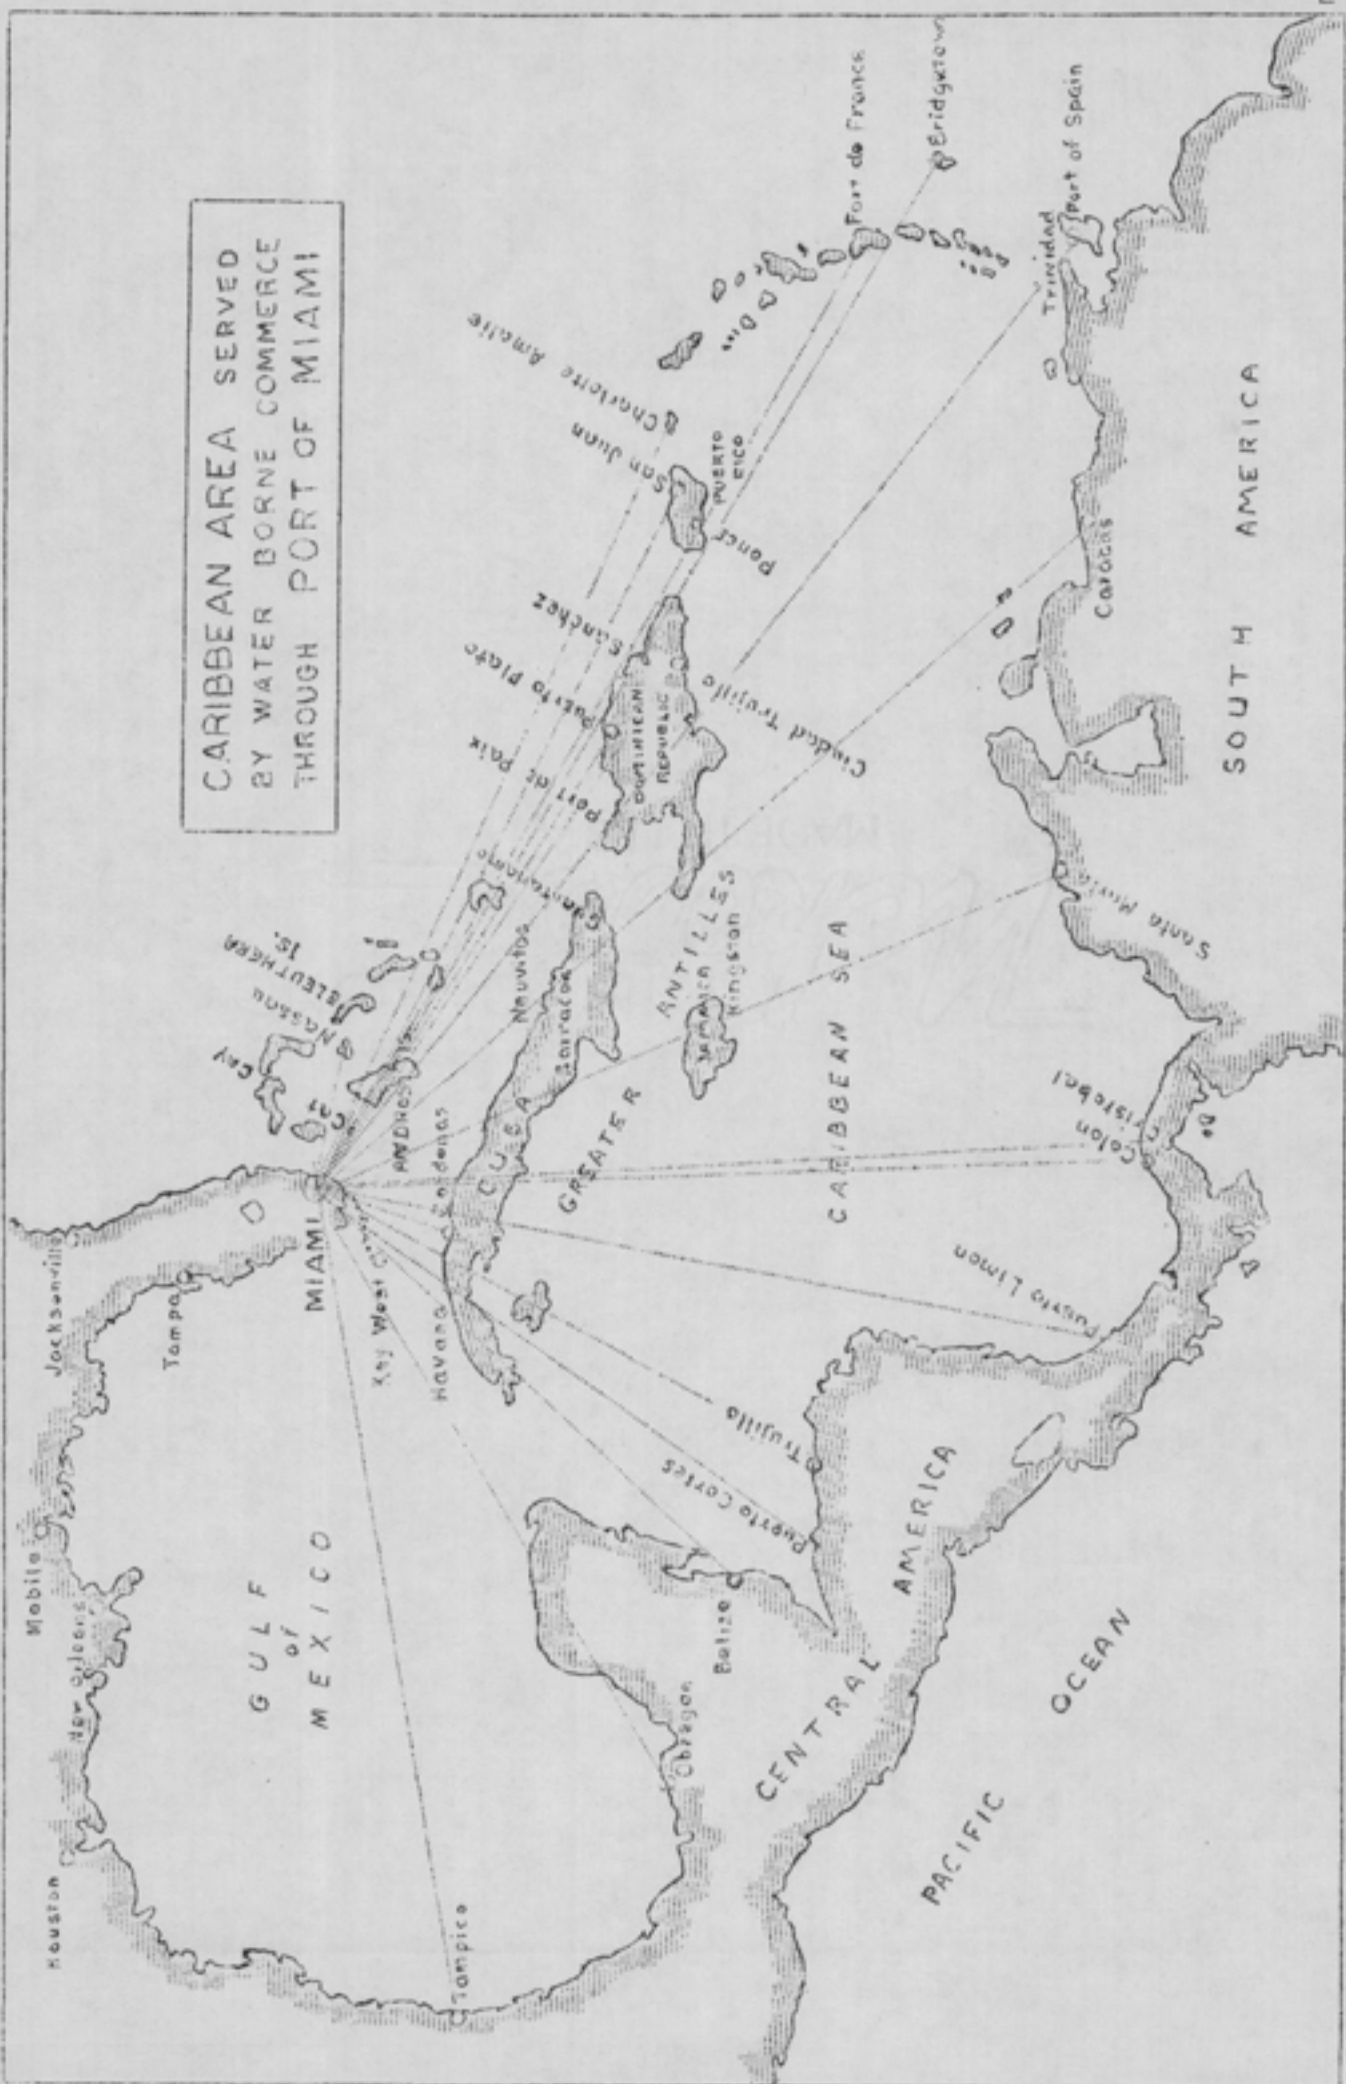 CARIBBEAN AREA SERVED
BY WATER BORNE COMMERCE
THROUGH PORT OF MIAMI
Houston
New Orleans
Mobile
Jacksonville
Tampa
MIAMI
GULF
of
MEXICO
Tampico
Key West
Havana
Cardenas
CUBA
ANDROS IS.
Cat
Cay
Nassau
ELEUTHERA
IS.
Nuevitas
Baracoa
Guantanamo
Port de Paix
Puerto Plata
Sanchez
San Juan
Charlotte Amalie
DOMINICAN
REPUBLIC
PUERTO
RICO
Ponce
Ciudad Trujillo
GREATER
ANTILLES
JAMAICA
Kingston
CARIBBEAN SEA
Fort de France
Bridgetown
Trinidad
Port of Spain
Caracas
Santa Maria
SOUTH AMERICA
Obregon
Belize
Puerto Cortes
Trujillo
Puerto Limon
Colon
CENTRAL AMERICA
PACIFIC OCEAN